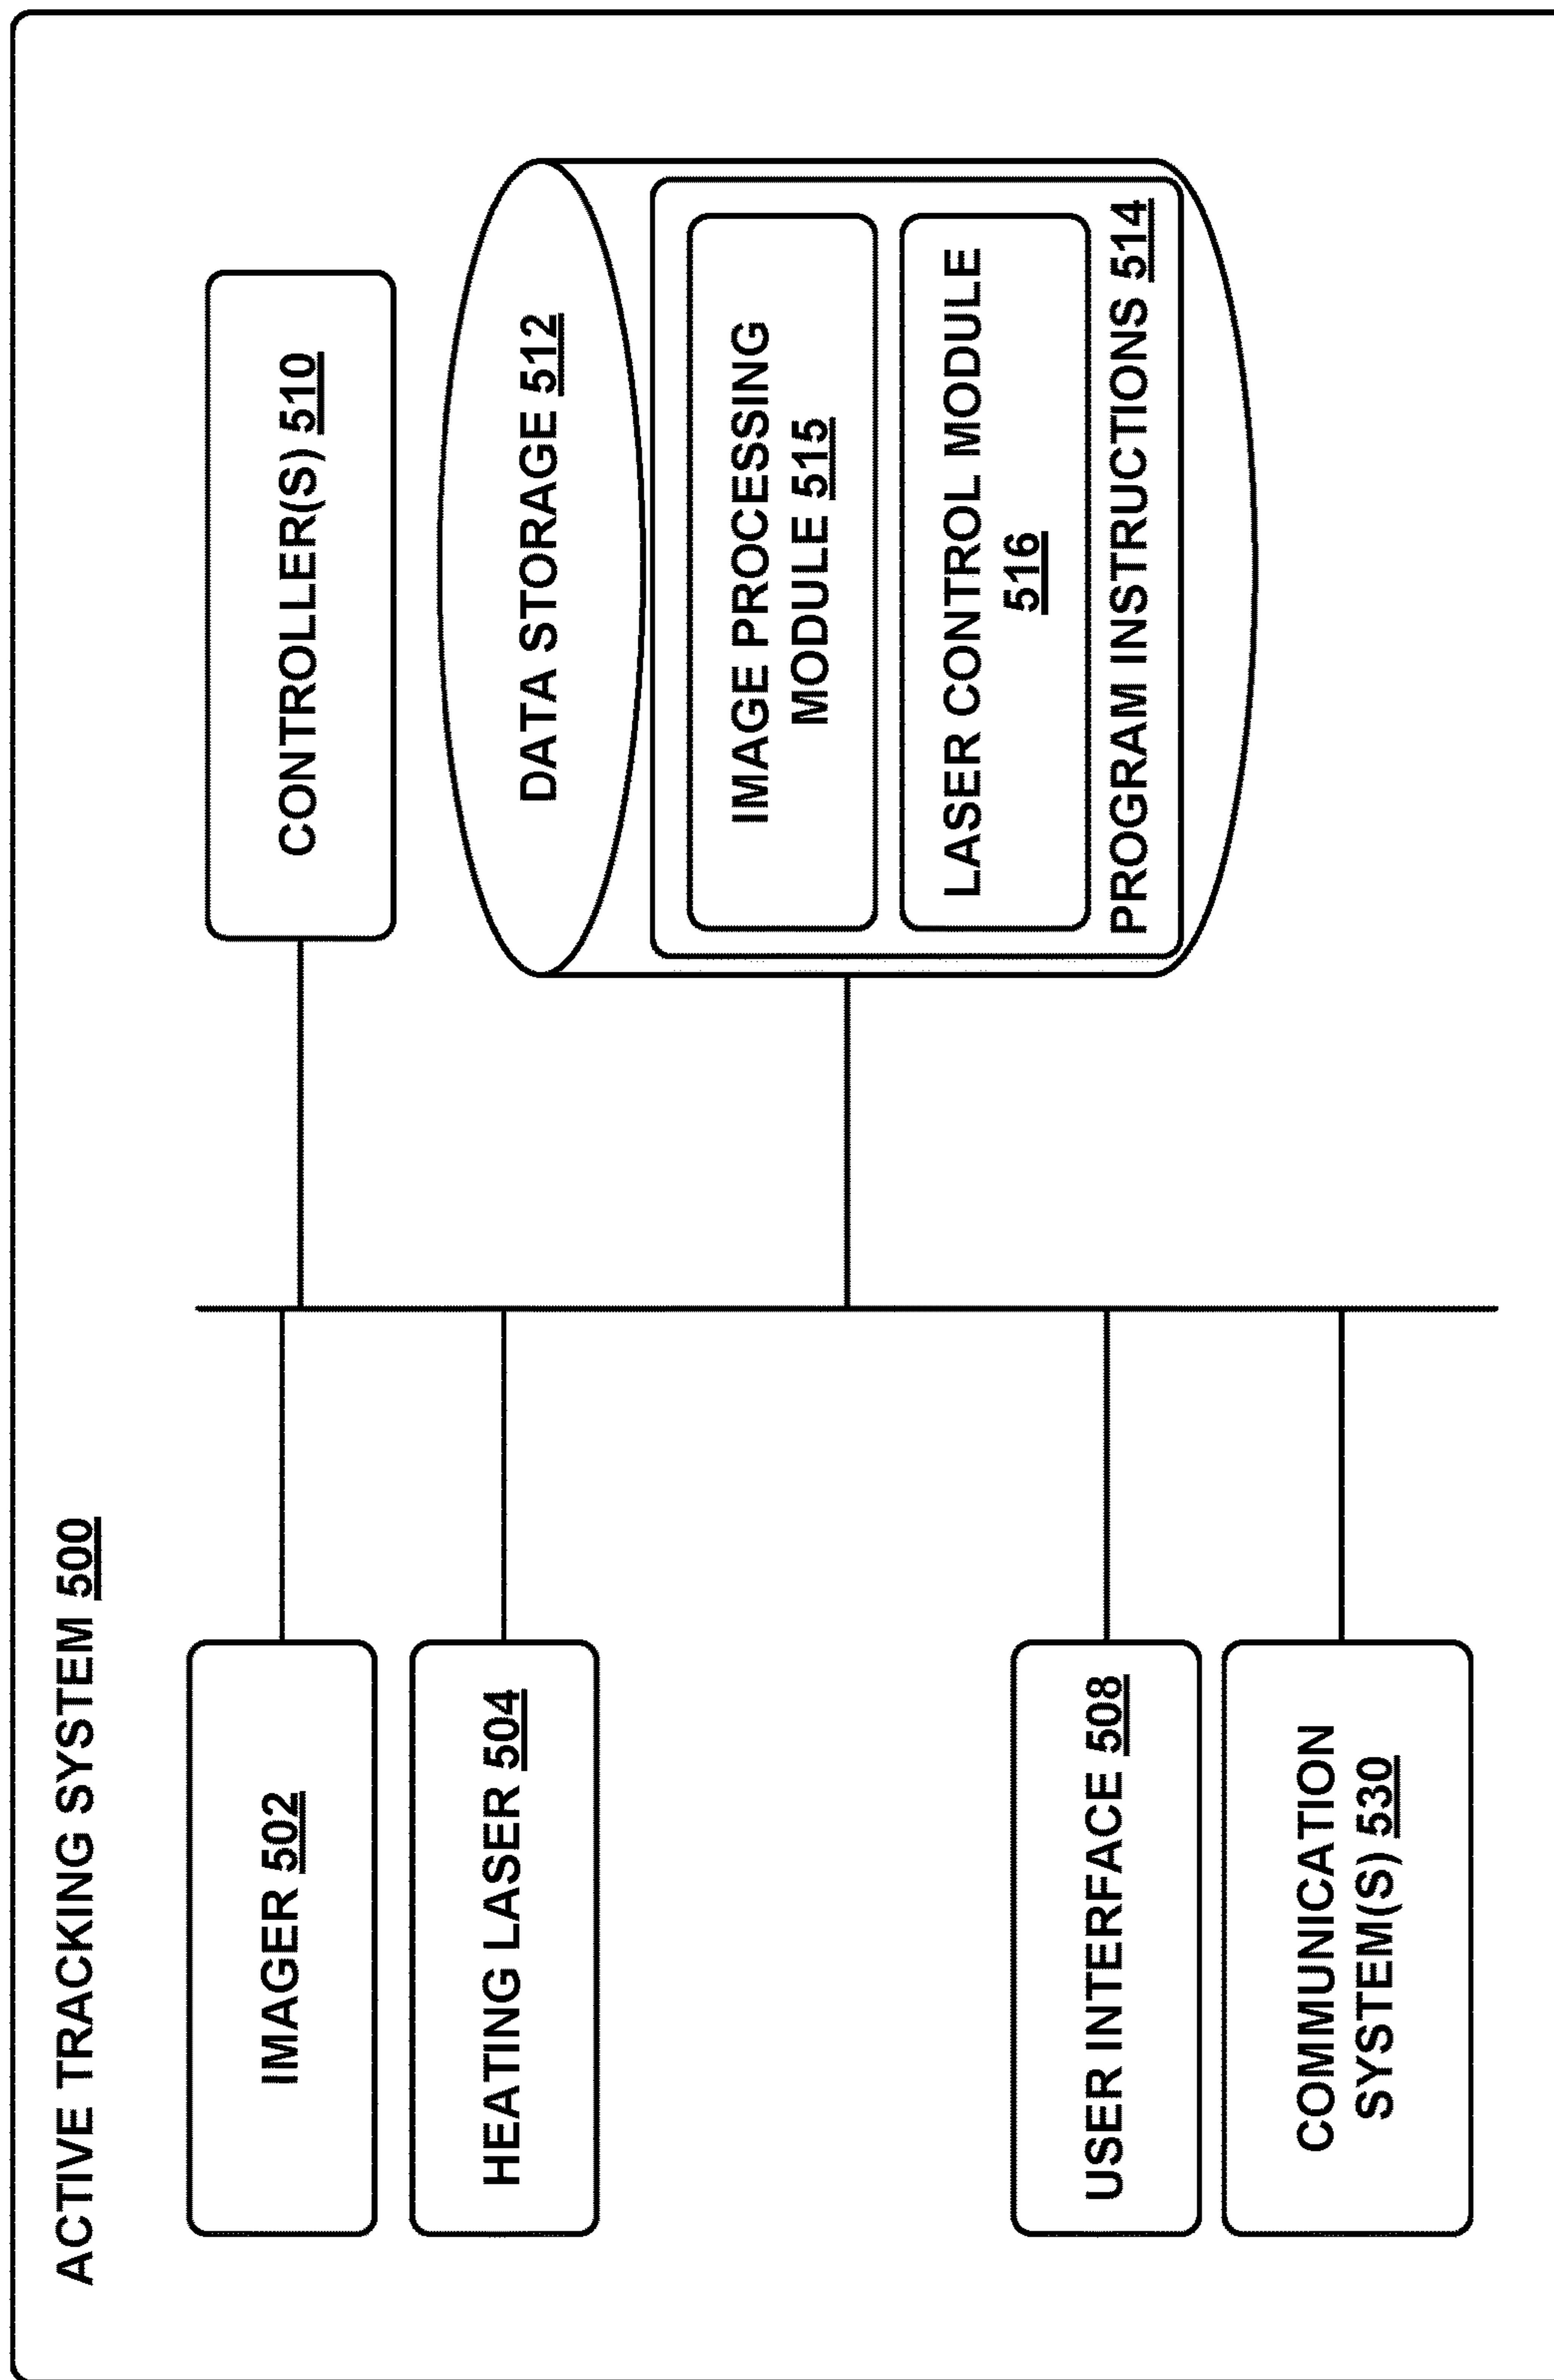 ACTIVE TRACKING SYSTEM 500
IMAGER 502
HEATING LASER 504
USER INTERFACE 508
COMMUNICATION
SYSTEM(S) 530
CONTROLLER(S) 510
DATA STORAGE 512
IMAGE PROCESSING
MODULE 515
LASER CONTROL MODULE
516
PROGRAM INSTRUCTIONS 514